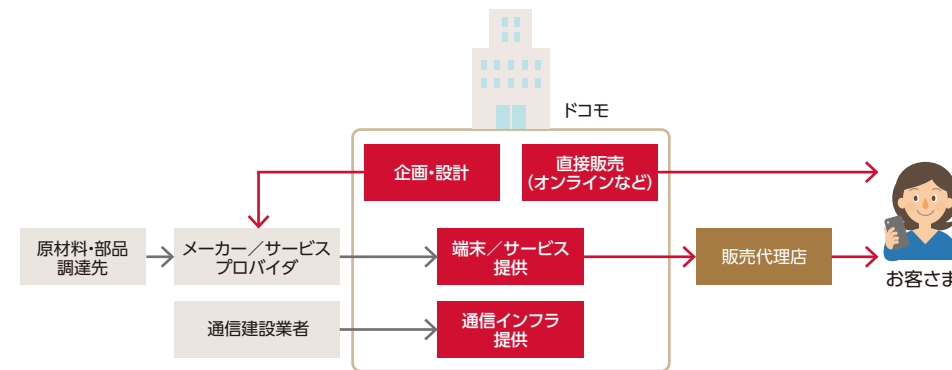 ドコモ
企画・設計
直接販売
(オンラインなど)
原材料・部品
調達先
メーカー／サービス
プロバイダ
端末／サービス
提供
販売代理店
お客さま
通信建設業者
通信インフラ
提供